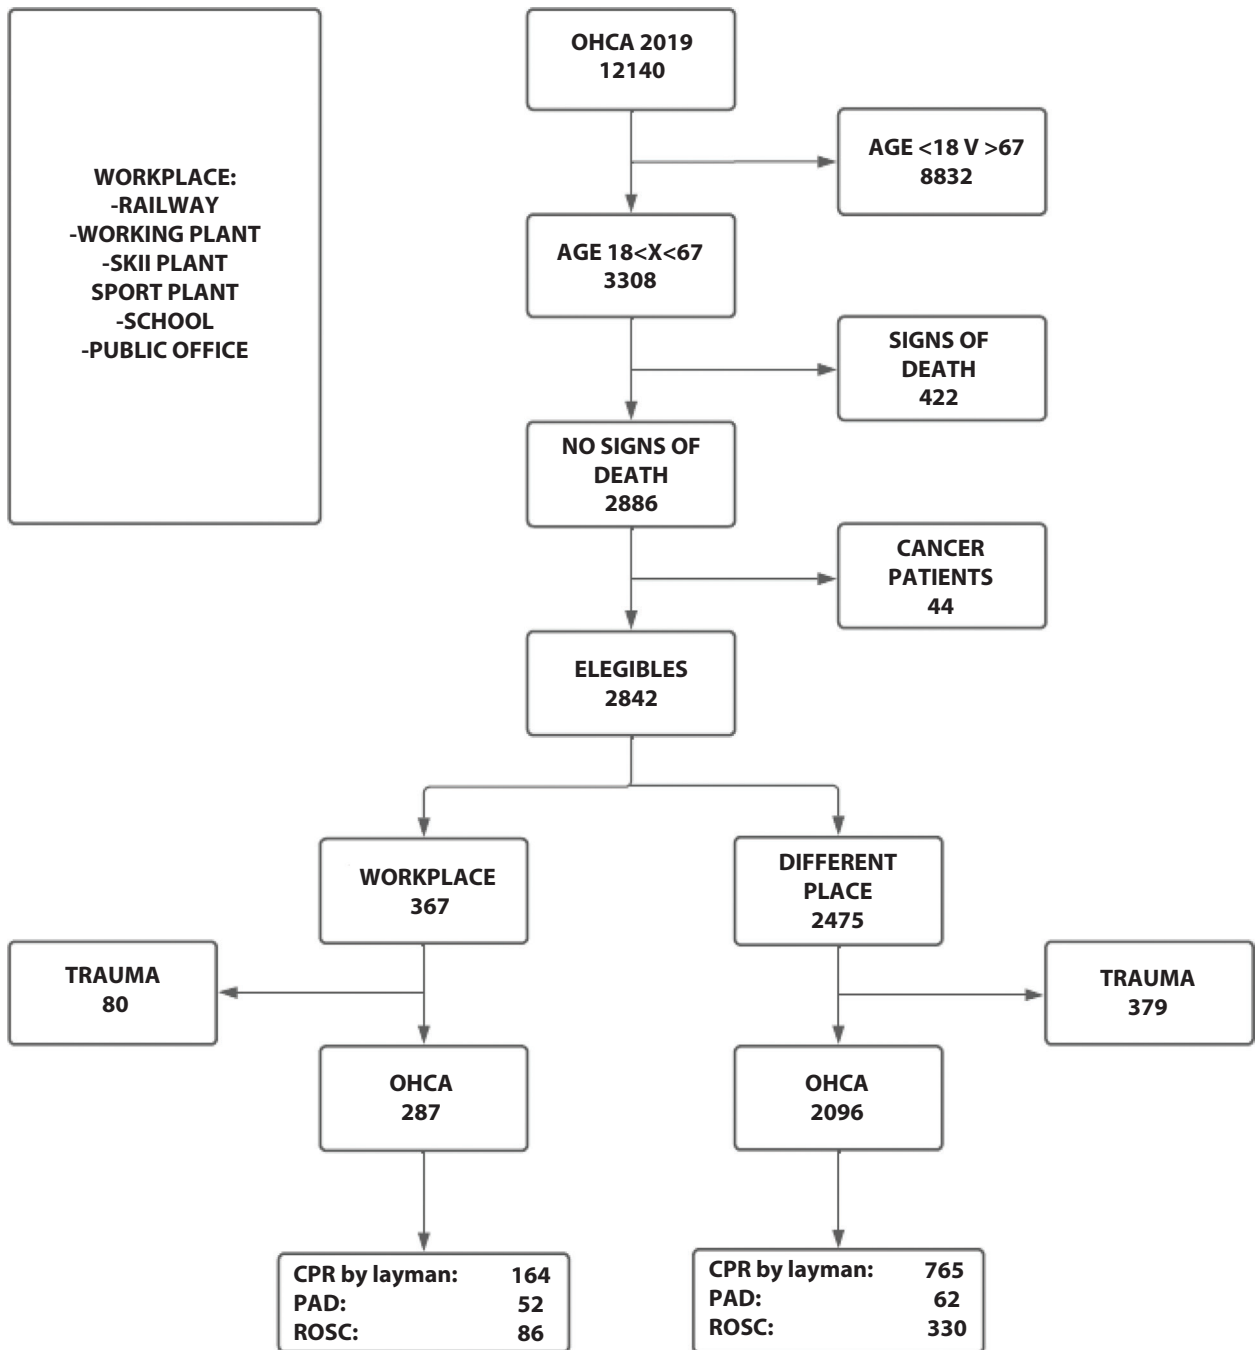 WORKPLACE:
-RAILWAY
-WORKING PLANT
-SKII PLANT
SPORT PLANT
-SCHOOL
-PUBLIC OFFICE
OHCA 2019
12140
AGE <18 V >67
8832
AGE 18<X<67
3308
SIGNS OF
DEATH
422
NO SIGNS OF
DEATH
2886
CANCER
PATIENTS
44
ELEGIBLES
2842
WORKPLACE
367
DIFFERENT
PLACE
2475
TRAUMA
80
TRAUMA
379
OHCA
287
OHCA
2096
CPR by layman: 164
PAD: 52
ROSC: 86
CPR by layman: 765
PAD: 62
ROSC: 330